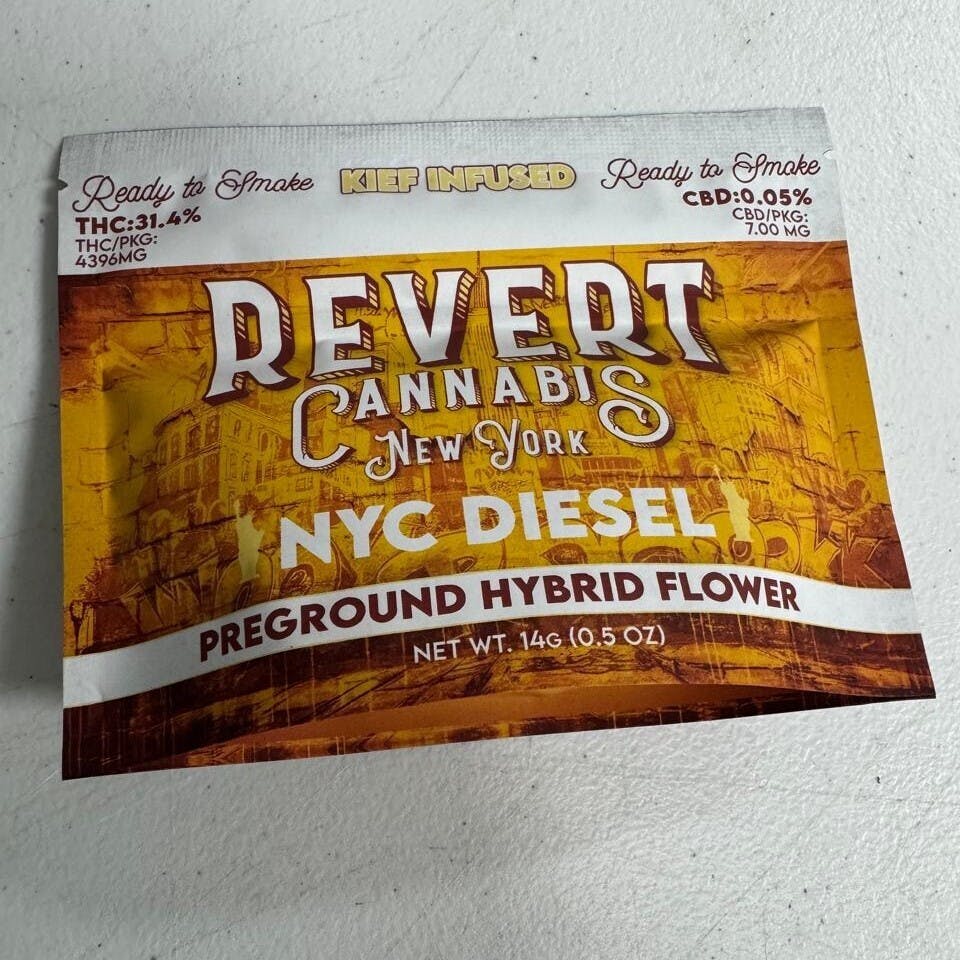 Ready to Smoke
KIEF INFUSED
Ready to Smoke
THC:31.4%
THC/PKG:
4396MG
CBD:0.05%
CBD/PKG:
7.00 MG
REVERT
CANNABIS
NEW YORK
NYC DIESEL
PREGROUND HYBRID FLOWER
NET WT. 14G (0.5 OZ)